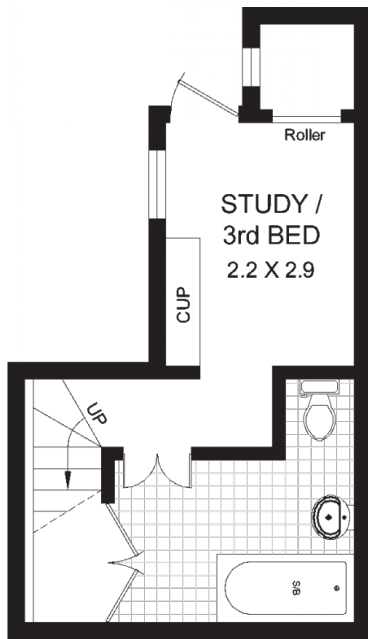 Roller
STUDY /
3rd BED
2.2 X 2.9
CUP
UP
S/B